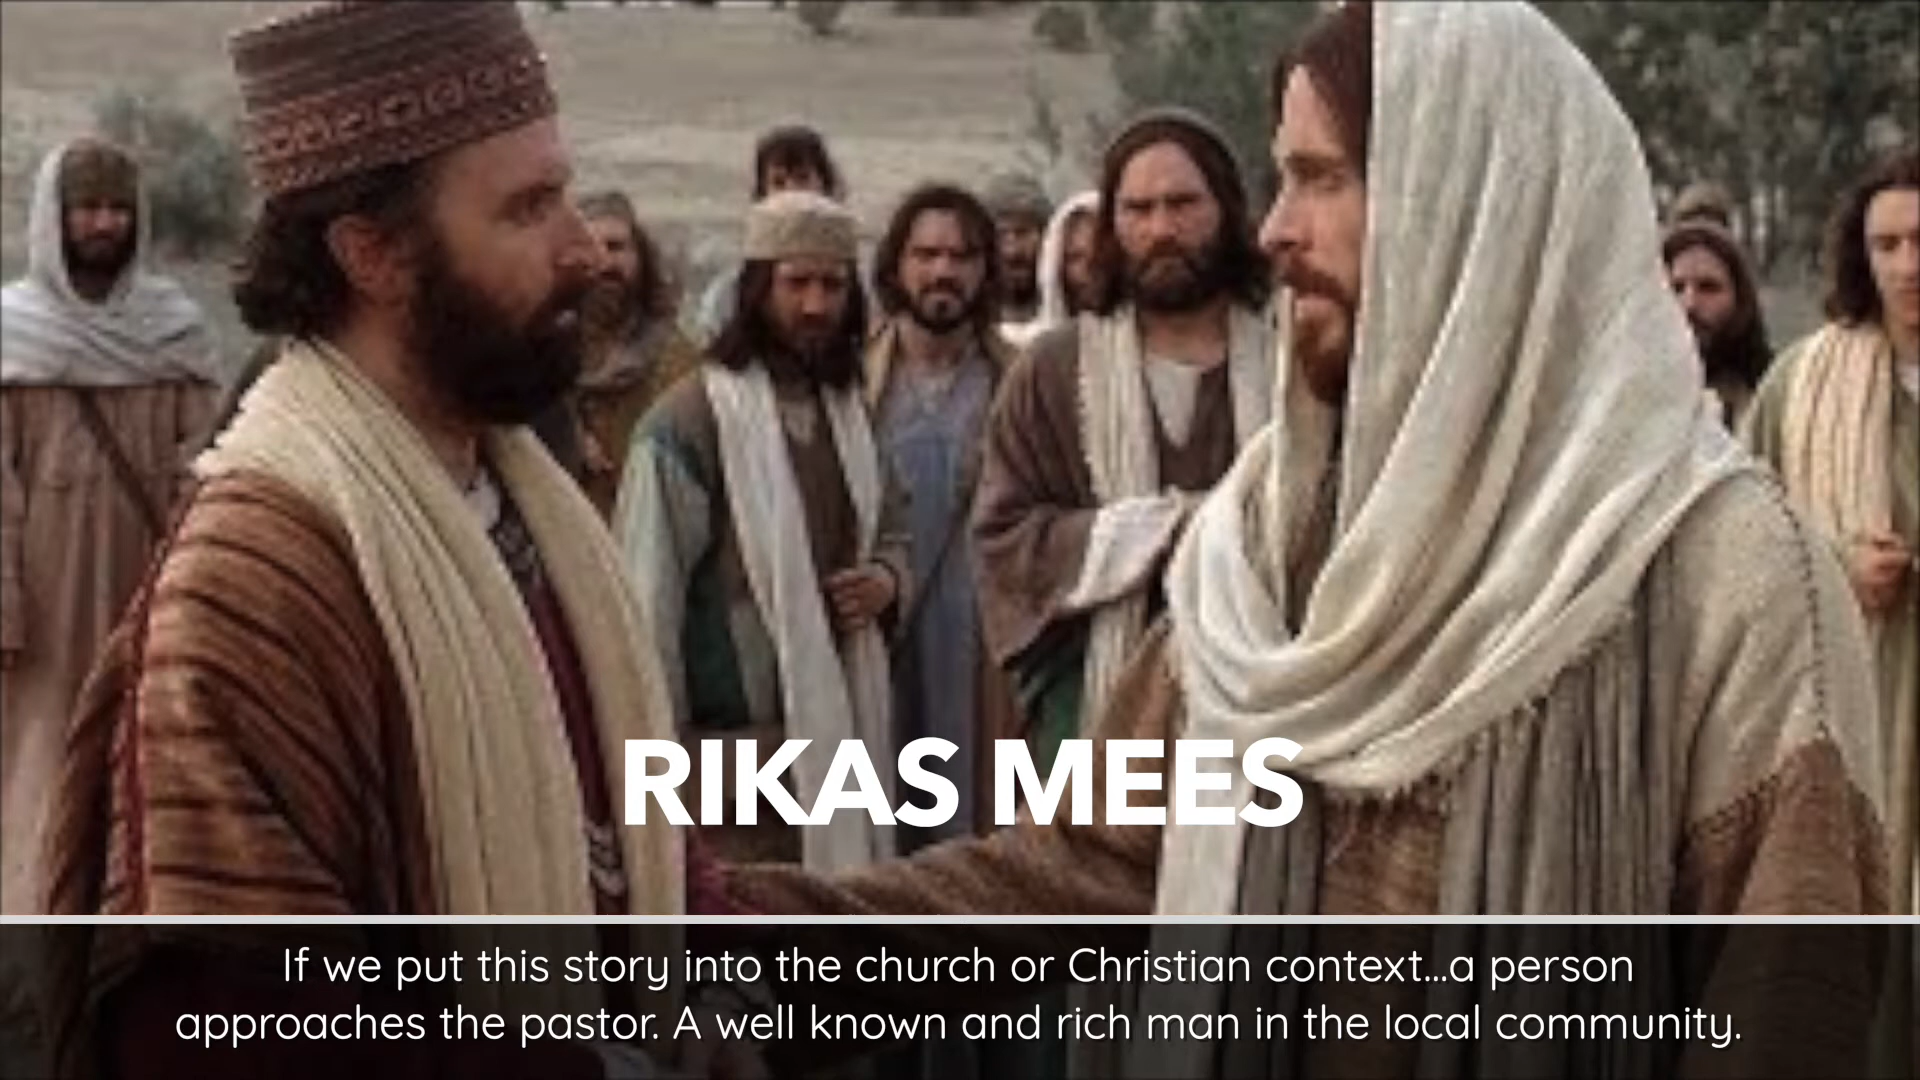 RIKAS MEES
If we put this story into the church or Christian context...a person
approaches the pastor. A well known and rich man in the local community.